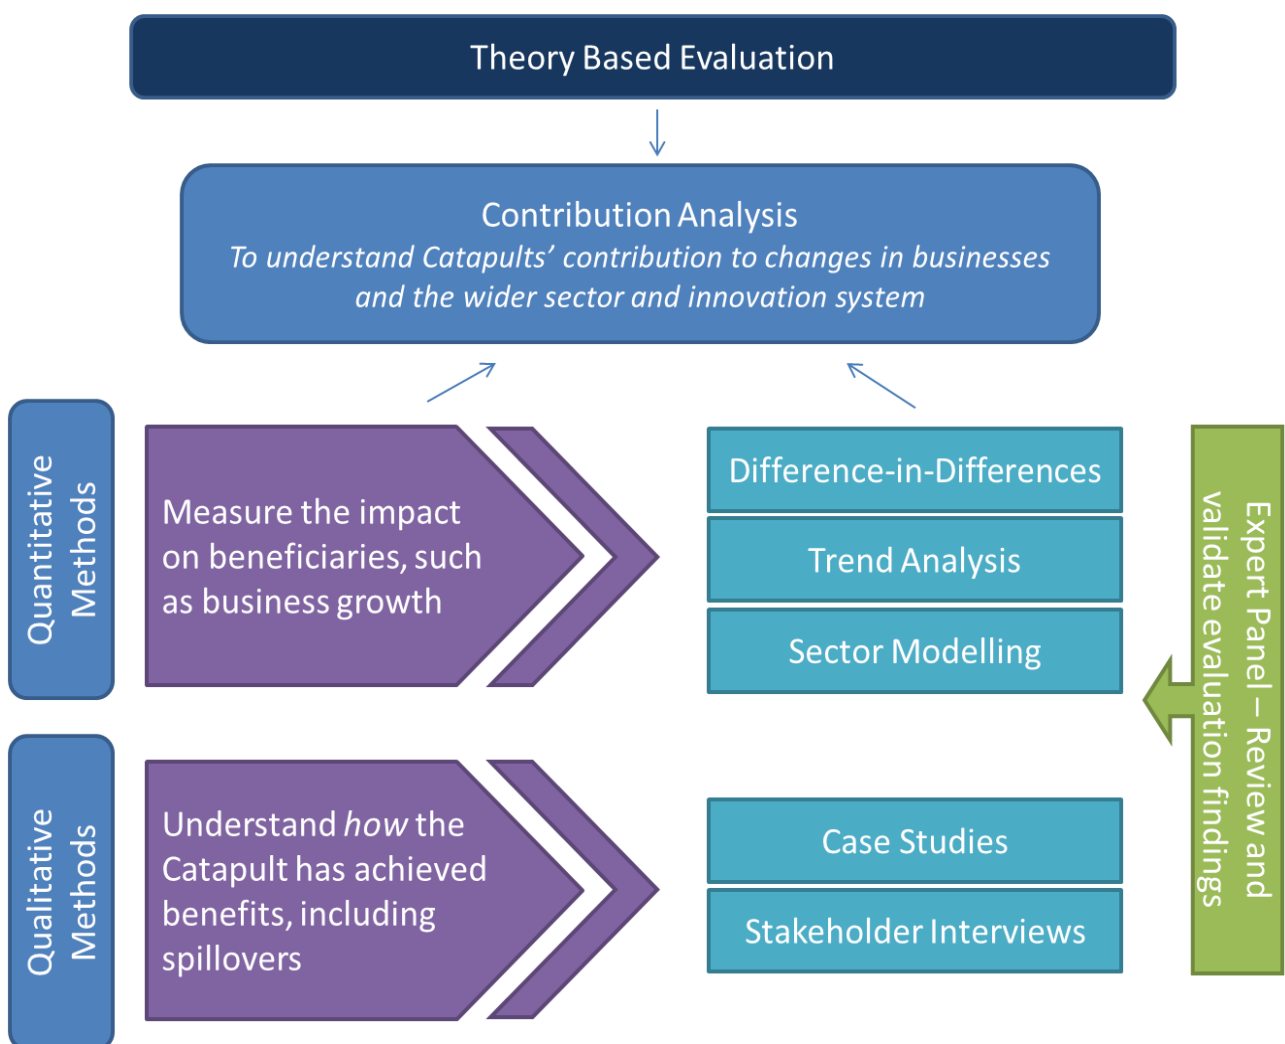 Theory Based Evaluation
Contribution Analysis
To understand Catapults’ contribution to changes in businesses
and the wider sector and innovation system
Quantitative
Methods
Measure the impact
on beneficiaries, such
as business growth
Difference-in-Differences
Trend Analysis
Sector Modelling
Qualitative
Methods
Understand how the
Catapult has achieved
benefits, including
spillovers
Case Studies
Stakeholder Interviews
Expert Panel – Review and
validate evaluation findings